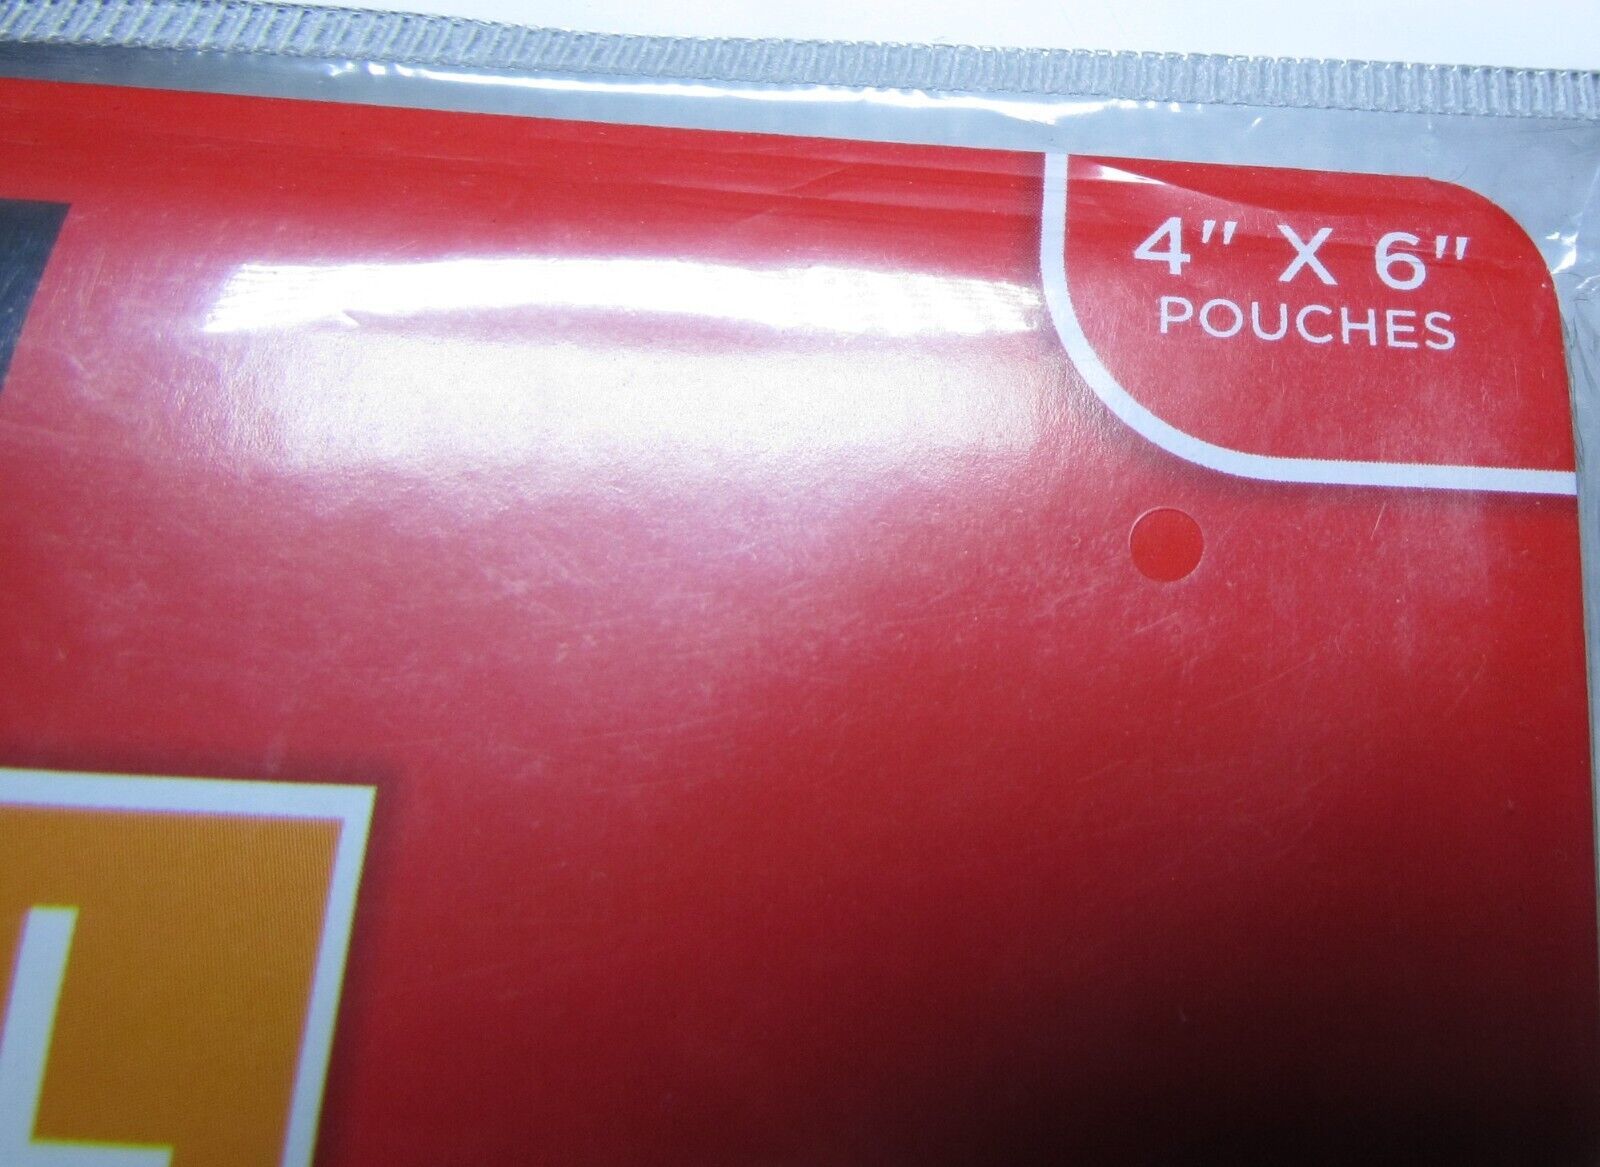 4" X 6"
POUCHES